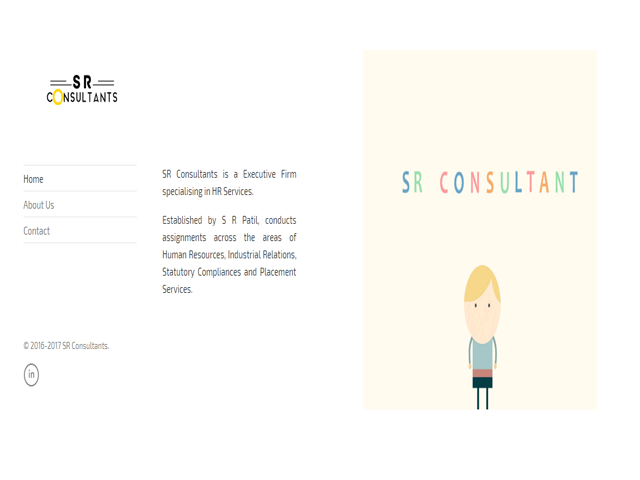 SR
CONSULTANTS
Home
About Us
Contact
SR Consultants is a Executive Firm
specialising in HR Services.
Established by S R Patil, conducts
assignments across the areas of
Human Resources, Industrial Relations,
Statutory Compliances and Placement
Services.
© 2016-2017 SR Consultants.
in
SR CONSULTANT